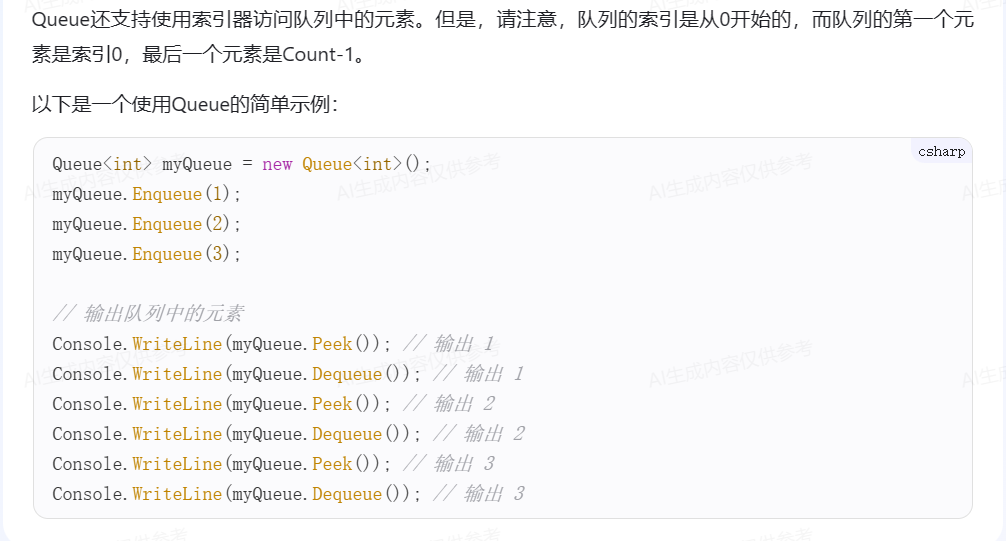 Queue还支持使用索引器访问队列中的元素。但是，请注意，队列的索引是从0开始的，而队列的第一个元
素是索引0，最后一个元素是Count-1。
以下是一个使用Queue的简单示例：
csharp
Queue<int> myQueue = new Queue<int>();
myQueue.Enqueue(1);
myQueue.Enqueue(2);
myQueue.Enqueue(3);
// 输出队列中的元素
Console.WriteLine(myQueue.Peek()); // 输出 1
Console.WriteLine(myQueue.Dequeue()); // 输出 1
Console.WriteLine(myQueue.Peek()); // 输出 2
Console.WriteLine(myQueue.Dequeue()); // 输出 2
Console.WriteLine(myQueue.Peek()); // 输出 3
Console.WriteLine(myQueue.Dequeue()); // 输出 3
AI生成内容仅供参考